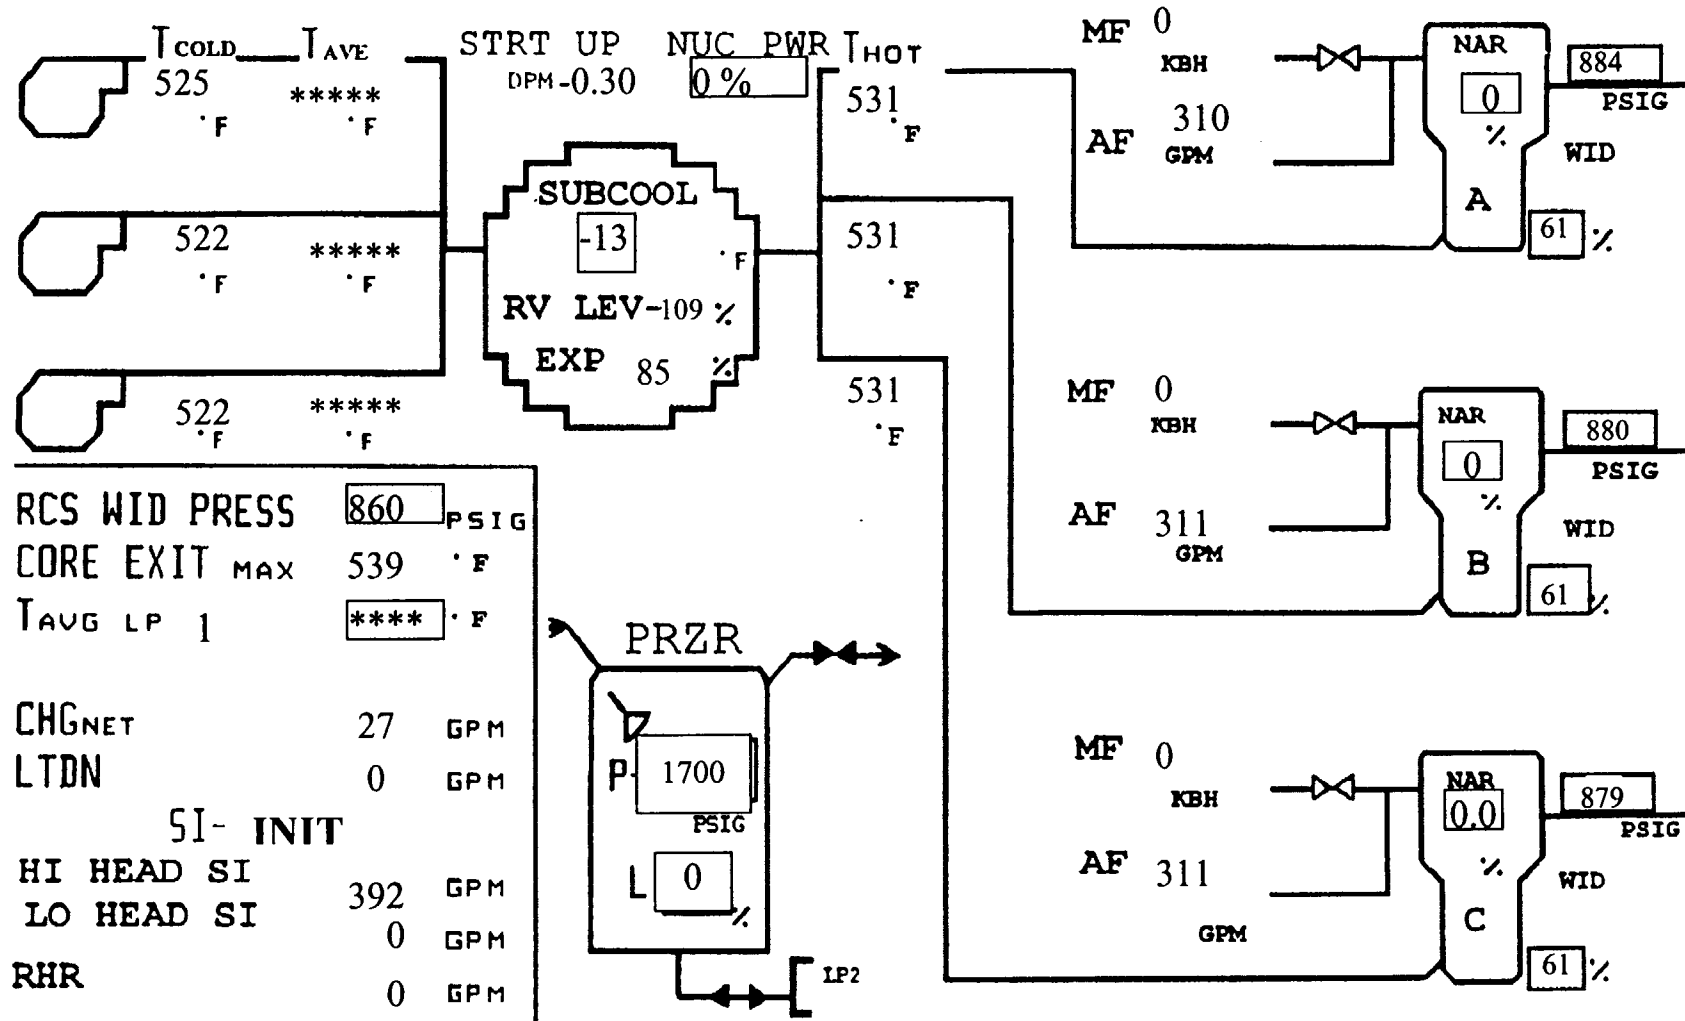 TCOLD TAVE
525 *****
°F °F
522 *****
°F °F
522 *****
°F °F
STRT UP NUC PWR THOT
DPM -0.30 0%
SUBCOOL
-13 °F
RV LEV -109 %
EXP 85 %
531
°F
531
°F
531
°F
RCS WID PRESS 860 PSIG
CORE EXIT MAX 539 °F
TAVG LP 1 **** °F
CHGNET 27 GPM
LTDN 0 GPM
SI- INIT
HI HEAD SI 392 GPM
LO HEAD SI 0 GPM
RHR 0 GPM
PRZR
P 1700
PSIG
L 0
%
LP2
MF 0
KBH
AF 310
GPM
NAR
0
%
A
884
PSIG
WID
61 %
MF 0
KBH
AF 311
GPM
NAR
0
%
B
880
PSIG
WID
61 %
MF 0
KBH
AF 311
GPM
NAR
0.0
%
C
879
PSIG
WID
61 %